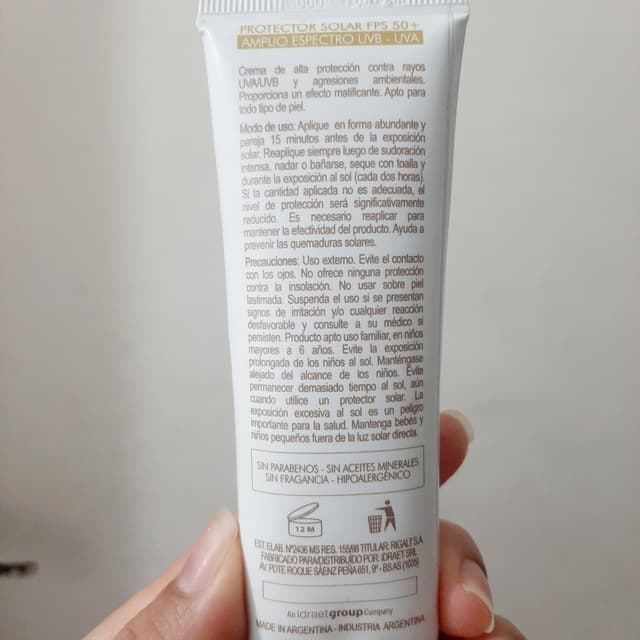 PROTECTOR SOLAR FPS 50+
AMPLIO ESPECTRO UVB - UVA
Crema de alta protección contra rayos
UVA/UVB y agresiones ambientales.
Proporciona un efecto matificante. Apto para
todo tipo de piel.
Modo de uso: Aplique en forma abundante y
pareja 15 minutos antes de la exposición
solar. Reaplique siempre luego de sudoración
intensa, nadar o bañarse, seque con toalla y
durante la exposición al sol (cada dos horas).
Si la cantidad aplicada no es adecuada, el
nivel de protección será significativamente
reducido. Es necesario reaplicar para
mantener la efectividad del producto. Ayuda a
prevenir las quemaduras solares.
Precauciones: Uso externo. Evite el contacto
con los ojos. No ofrece ninguna protección
contra la insolación. No usar sobre piel
lastimada. Suspenda el uso si se presentan
signos de irritación y/o cualquier reacción
desfavorable y consulte a su médico si
persisten. Producto apto uso familiar, en niños
mayores a 6 años. Evite la exposición
prolongada de los niños al sol. Manténgase
alejado del alcance de los niños. Evite
permanecer demasiado tiempo al sol, aún
cuando utilice un protector solar. La
exposición excesiva al sol es un peligro
importante para la salud. Mantenga bebés y
niños pequeños fuera de la luz solar directa.
SIN PARABENOS - SIN ACEITES MINERALES
SIN FRAGANCIA - HIPOALERGÉNICO
12 M
EST. ELAB. Nº2436 MS RES. 155/98 TITULAR: RIGALY S.A.
FABRICADO PARA/DISTRIBUIDO POR: IDRAET SRL
AV. PDTE ROQUE SÁENZ PEÑA 651, 9º - BS AS (1035)
An idraetgroup Company
MADE IN ARGENTINA - INDUSTRIA ARGENTINA